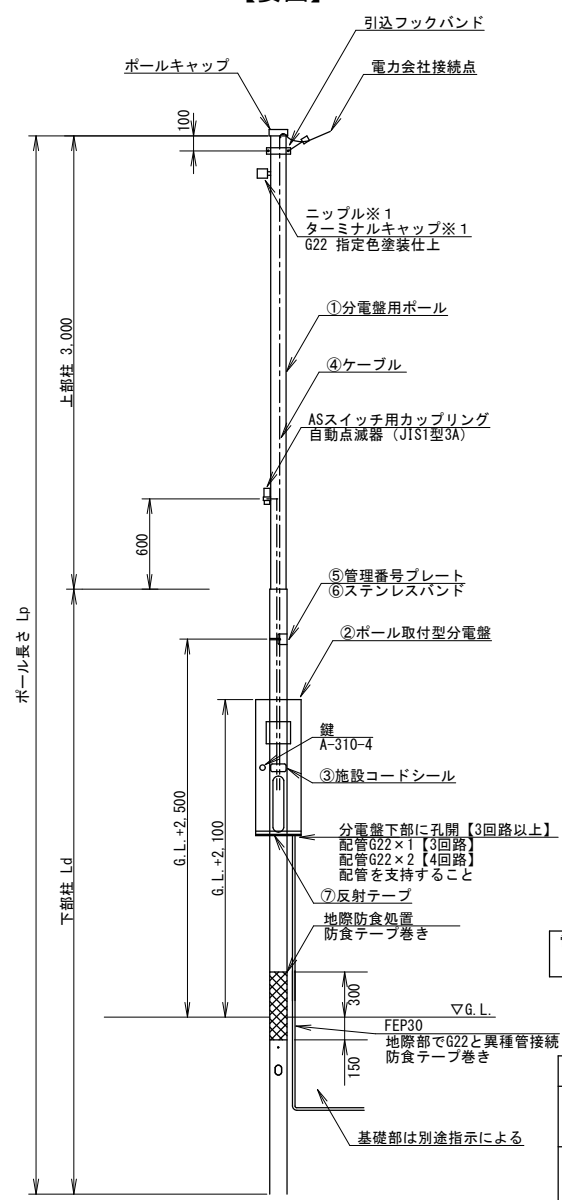 引込フックバンド
ポールキャップ
電力会社接続点
100
ニップル※1
ターミナルキャップ※1
G22 指定色塗装仕上
①分電盤用ポール
上部柱 3,000
④ケーブル
ASスイッチ用カップリング
自動点滅器（JIS1型3A）
600
⑤管理番号プレート
⑥ステンレスバンド
ポール長さ Lp
②ポール取付型分電盤
鍵
A-310-4
③施設コードシール
G.L.+2,500
G.L.+2,100
分電盤下部に孔開【3回路以上】
配管G22×1【3回路】
配管G22×2【4回路】
配管を支持すること
下部柱 Ld
⑦反射テープ
地際防食処置
防食テープ巻き
300
▽G.L.
FEP30
地際部でG22と異種管接続
防食テープ巻き
150
基礎部は別途指示による